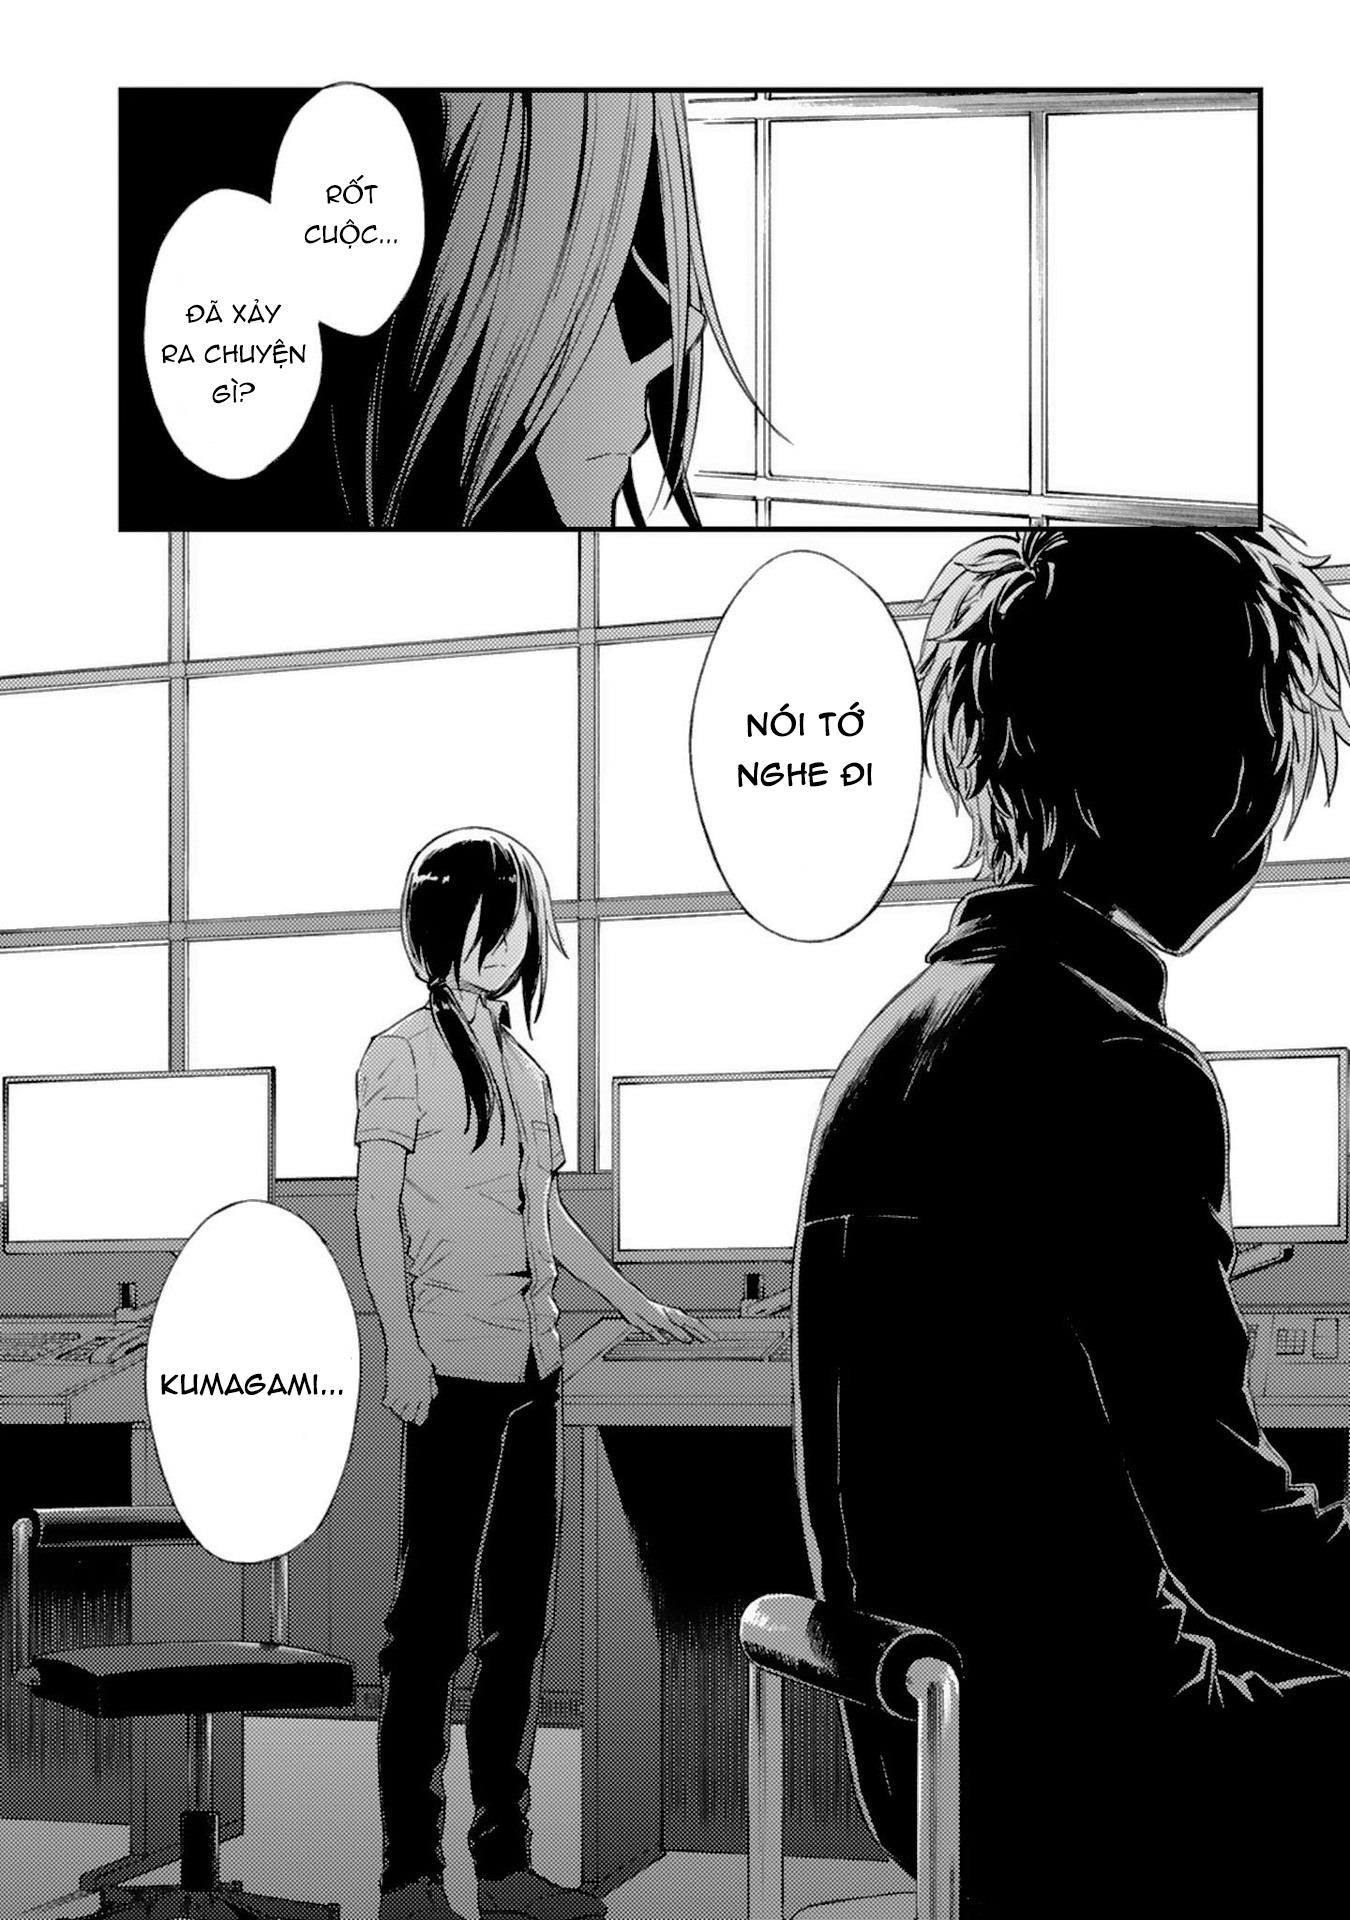 RỐT
CUỘC...
ĐÃ XẢY
RA CHUYỆN
GÌ?
NÓI TỚ
NGHE ĐI
KUMAGAMI...